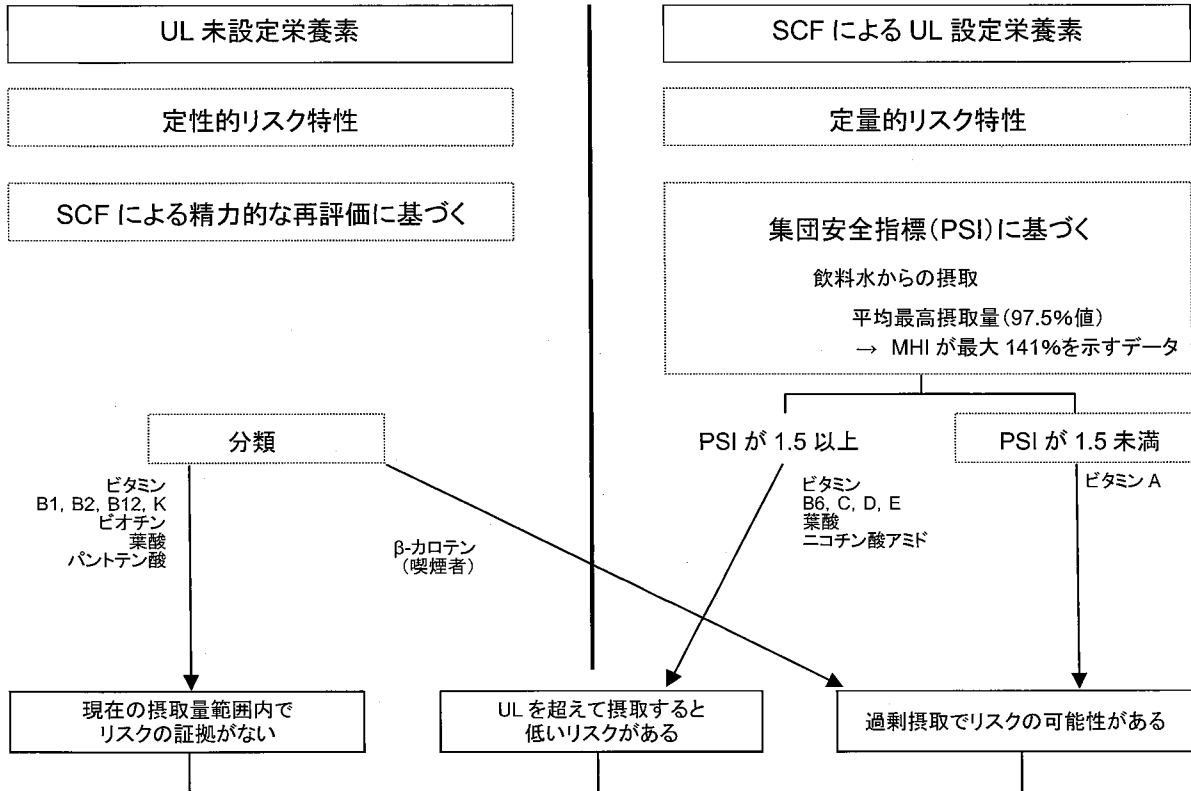 UL 未設定栄養素
定性的リスク特性
SCF による精力的な再評価に基づく
分類
ビタミン
B1, B2, B12, K
ビオチン
葉酸
パントテン酸
β-カロテン
（喫煙者）
SCF による UL 設定栄養素
定量的リスク特性
集団安全指標（PSI）に基づく
飲料水からの摂取
平均最高摂取量（97.5%値）
→ MHI が最大 141%を示すデータ
PSI が 1.5 以上
PSI が 1.5 未満
ビタミン
B6, C, D, E
葉酸
ニコチン酸アミド
ビタミン A
現在の摂取量範囲内で
リスクの証拠がない
UL を超えて摂取すると
低いリスクがある
過剰摂取でリスクの可能性がある